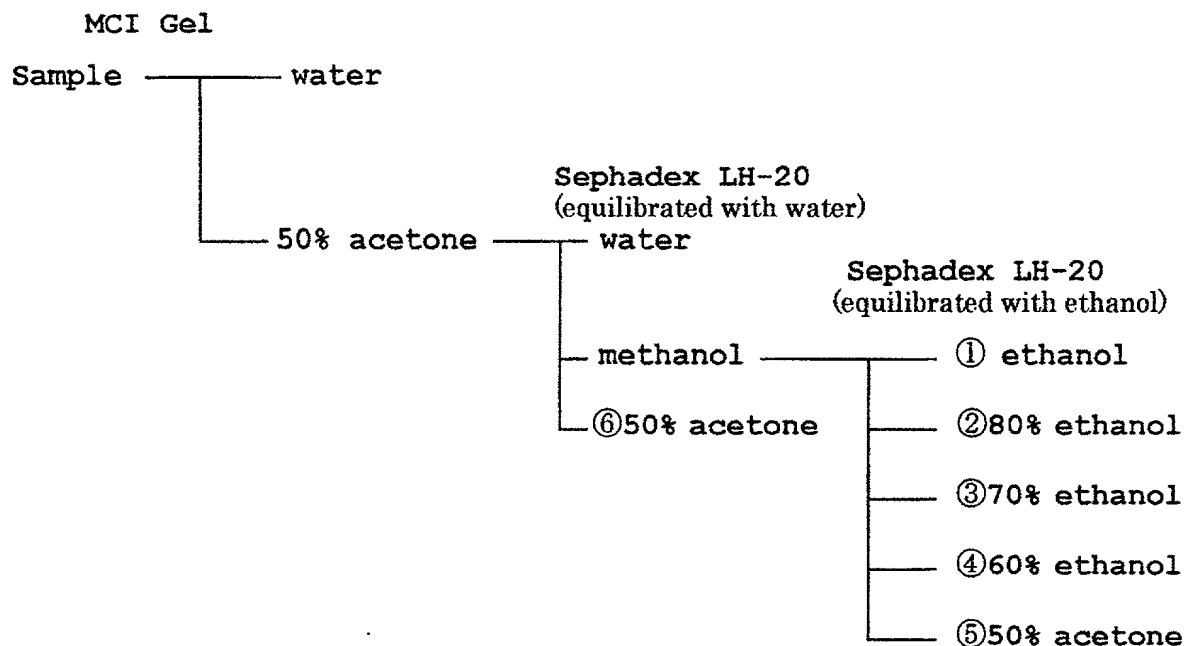 MCI Gel
Sample
water
Sephadex LH-20
(equilibrated with water)
50% acetone
water
Sephadex LH-20
(equilibrated with ethanol)
methanol
① ethanol
⑥50% acetone
②80% ethanol
③70% ethanol
④60% ethanol
⑤50% acetone